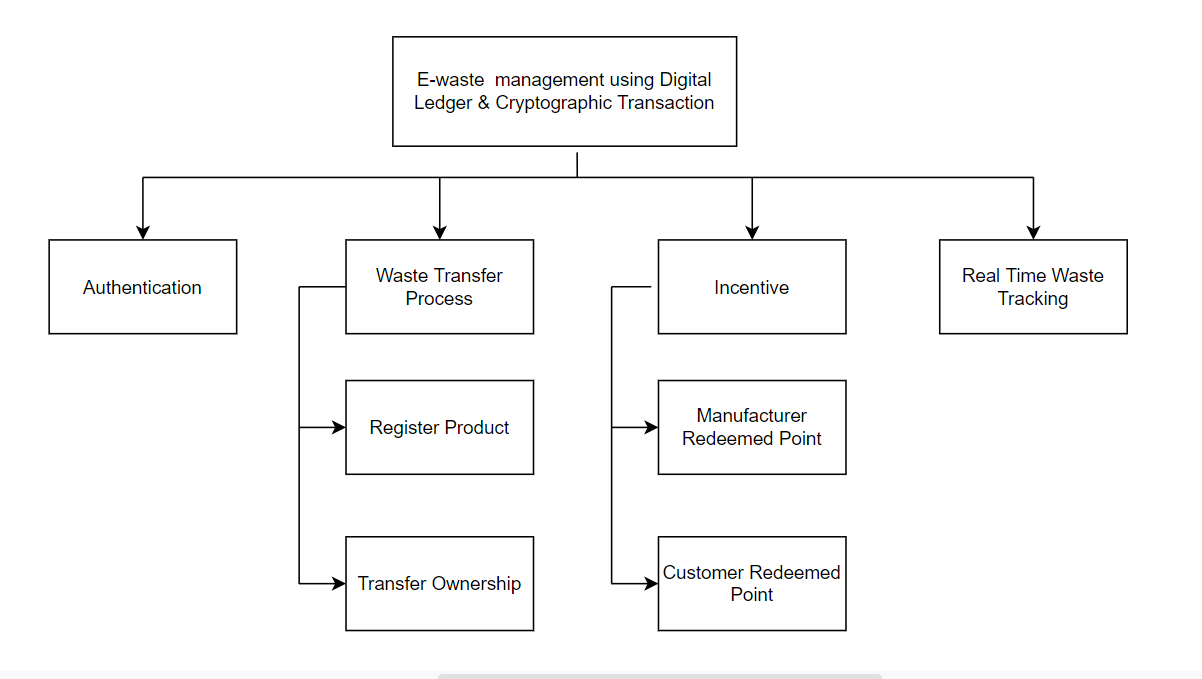 E-waste  management using Digital
Ledger & Cryptographic Transaction
Authentication
Waste Transfer
Process
Incentive
Real Time Waste
Tracking
Register Product
Manufacturer
Redeemed Point
Transfer Ownership
Customer Redeemed
Point